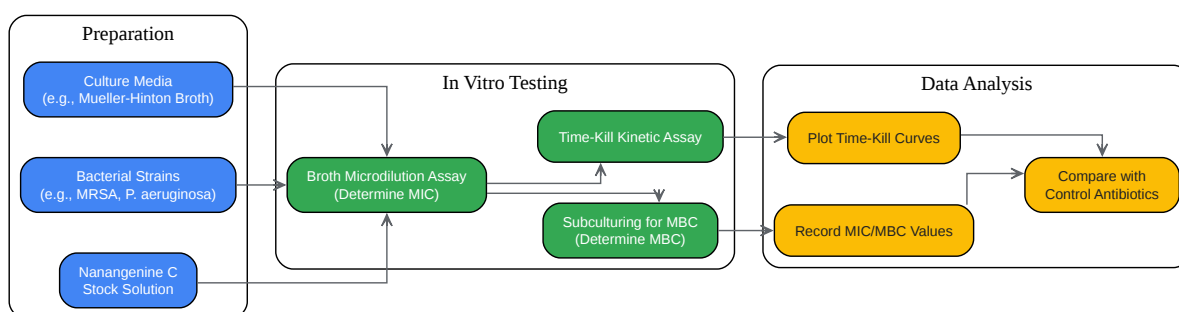 Preparation
Culture Media
(e.g., Mueller-Hinton Broth)
Bacterial Strains
(e.g., MRSA, P. aeruginosa)
Nanangenine C
Stock Solution
In Vitro Testing
Broth Microdilution Assay
(Determine MIC)
Time-Kill Kinetic Assay
Subculturing for MBC
(Determine MBC)
Data Analysis
Plot Time-Kill Curves
Record MIC/MBC Values
Compare with
Control Antibiotics